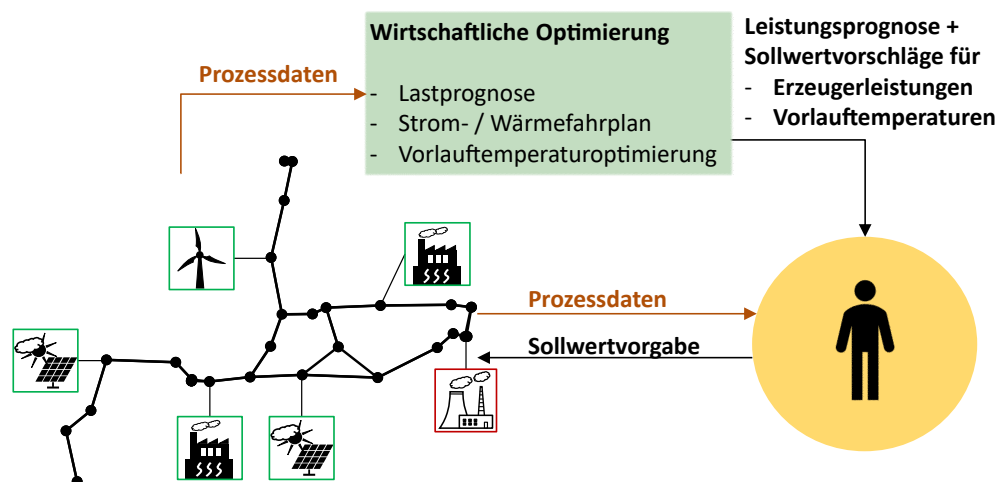 Wirtschaftliche Optimierung
- Lastprognose
- Strom- / Wärmefahrplan
- Vorlauftemperaturoptimierung
Prozessdaten
Leistungsprognose +
Sollwertvorschläge für
- Erzeugerleistungen
- Vorlauftemperaturen
Prozessdaten
Sollwertvorgabe